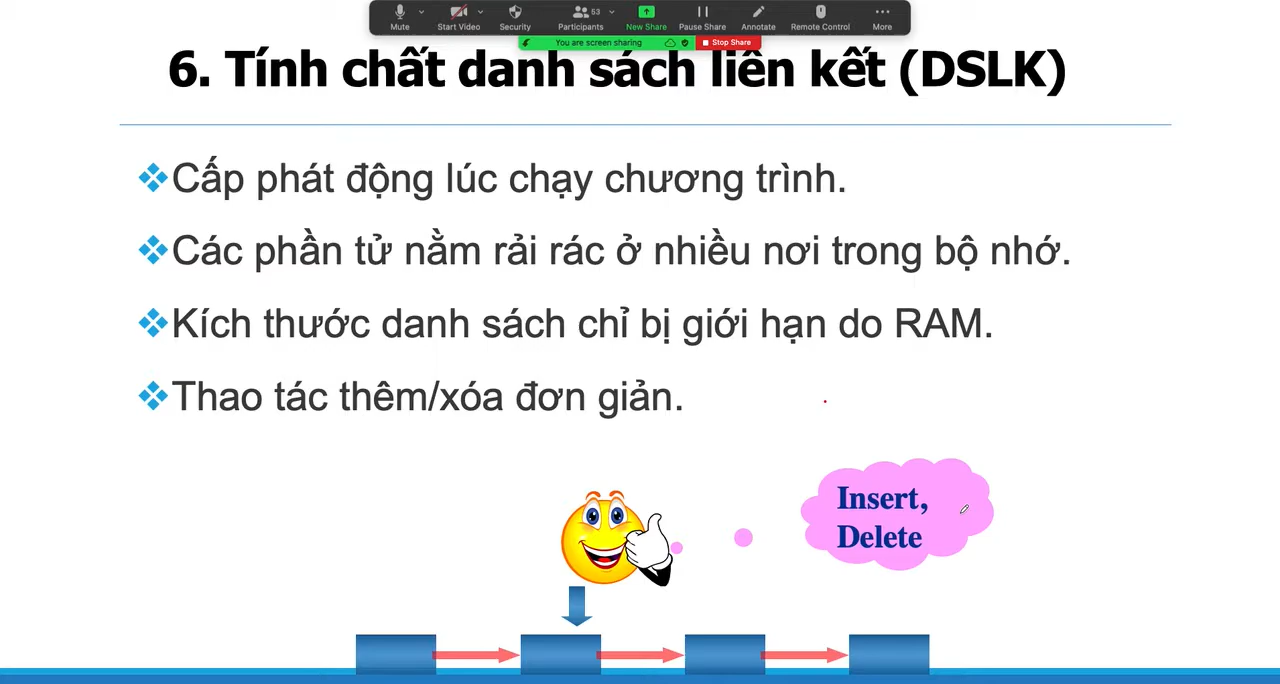 Mute
Start Video
Security
53
Participants
New Share
Pause Share
Annotate
Remote Control
More
You are screen sharing
Stop Share
6. Tính chất danh sách liên kết (DSLK)
Cấp phát động lúc chạy chương trình.
Các phần tử nằm rải rác ở nhiều nơi trong bộ nhớ.
Kích thước danh sách chỉ bị giới hạn do RAM.
Thao tác thêm/xóa đơn giản.
Insert,
Delete